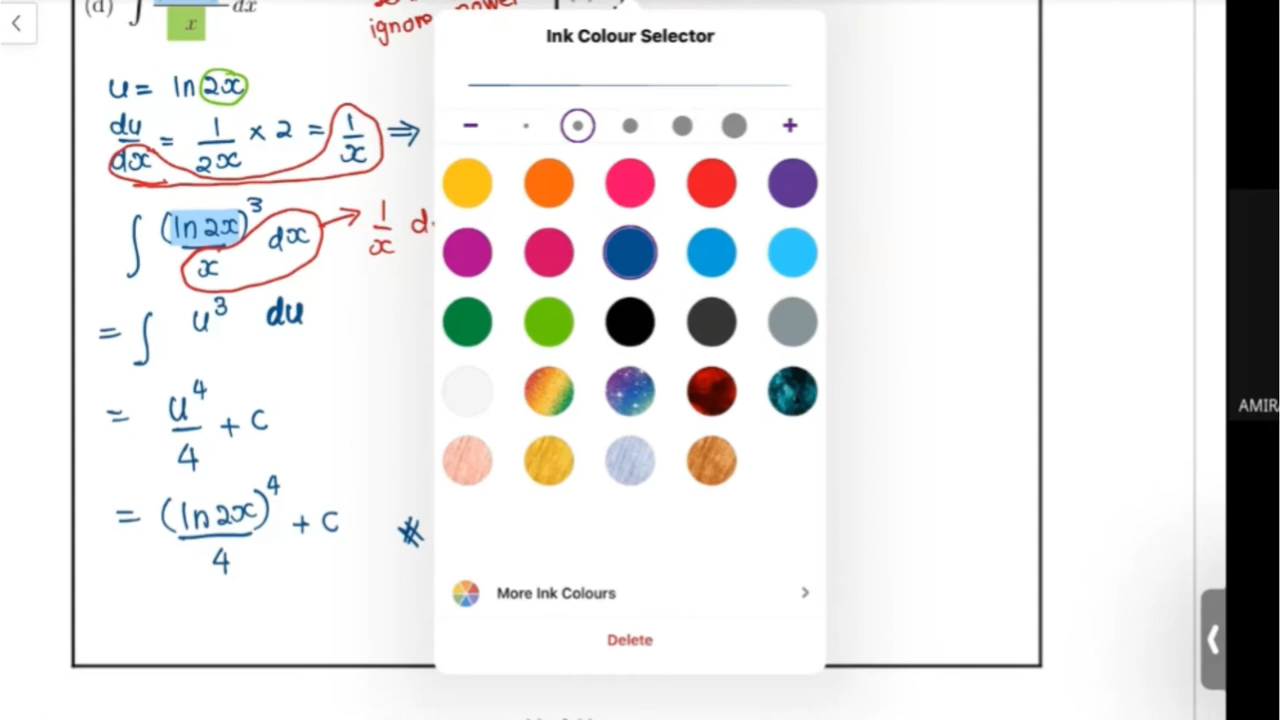 (d) ∫ x dx
ignore power
u = ln 2x
du/dx = 1/2x × 2 = 1/x ⇒
∫ (ln 2x)³/x dx → 1/x d
= ∫ u³ du
= u⁴/4 + c
= (ln 2x)⁴/4 + c
Ink Colour Selector
More Ink Colours
Delete
AMIR